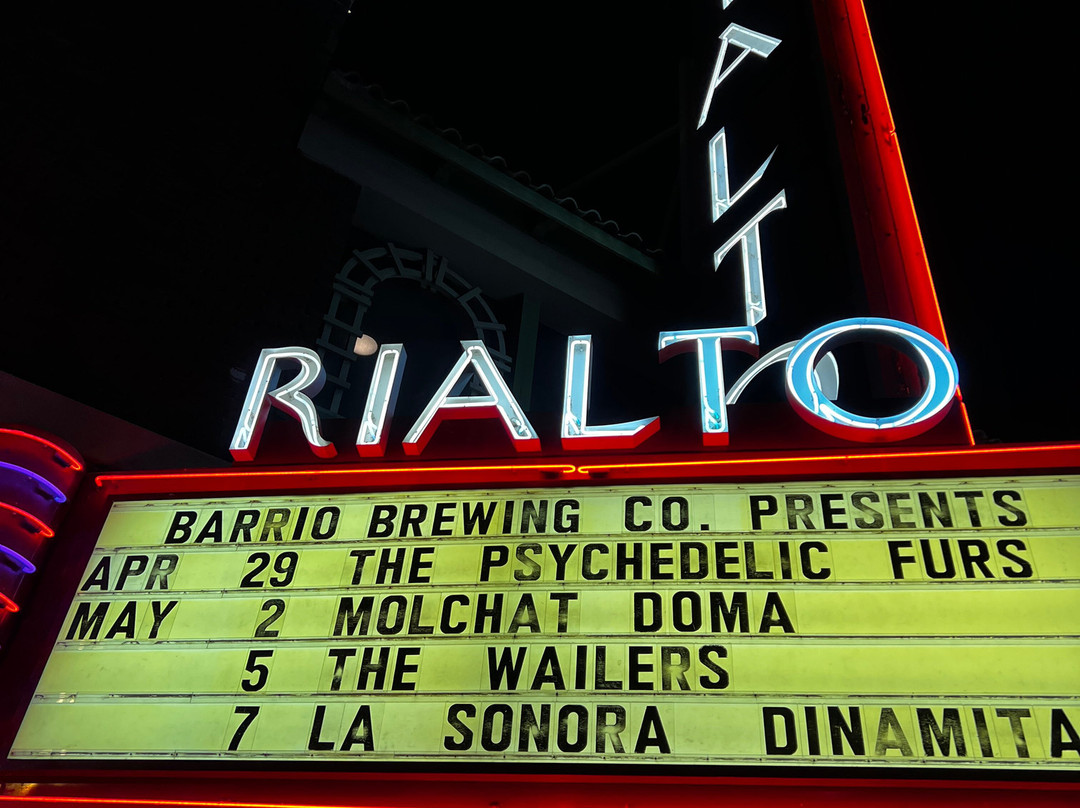 ALT
RIALTO
BARRIO BREWING CO. PRESENTS
APR 29 THE PSYCHEDELIC FURS
MAY 2 MOLCHAT DOMA
5 THE WAILERS
7 LA SONORA DINAMITA